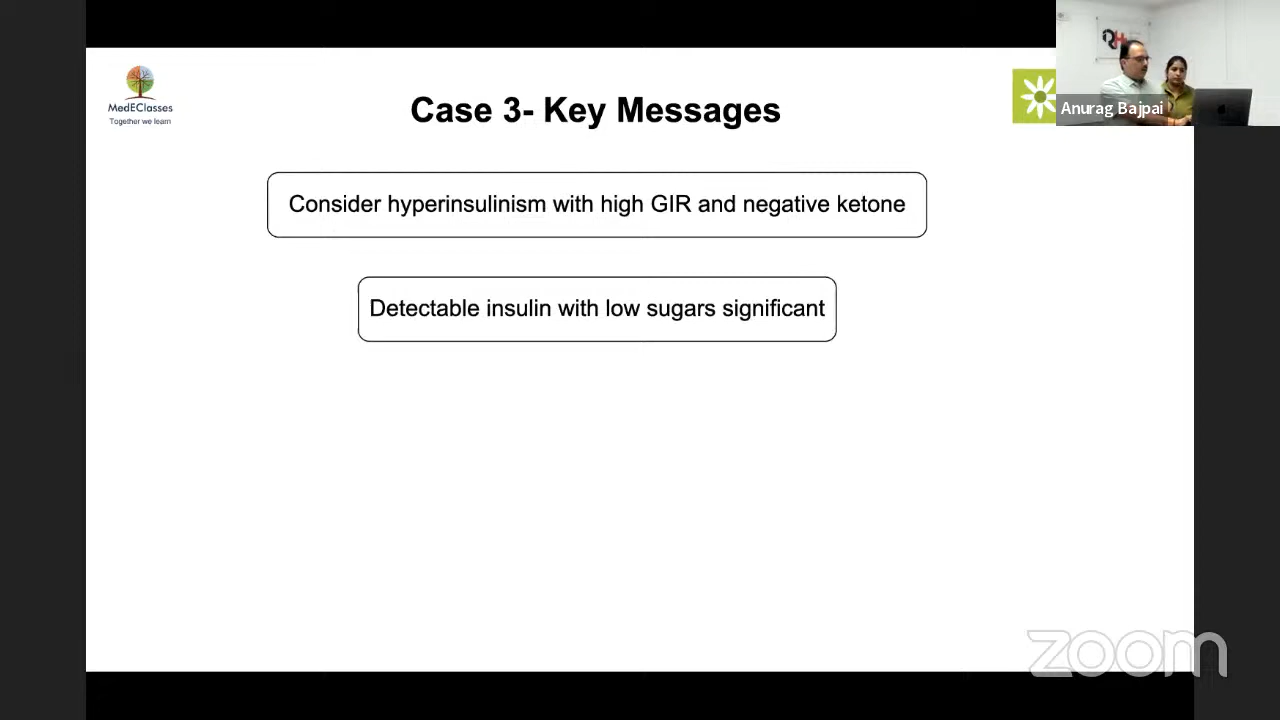 MedEClasses
Together we learn
Case 3- Key Messages
Anurag Bajpai
Consider hyperinsulinism with high GIR and negative ketone
Detectable insulin with low sugars significant
zoom